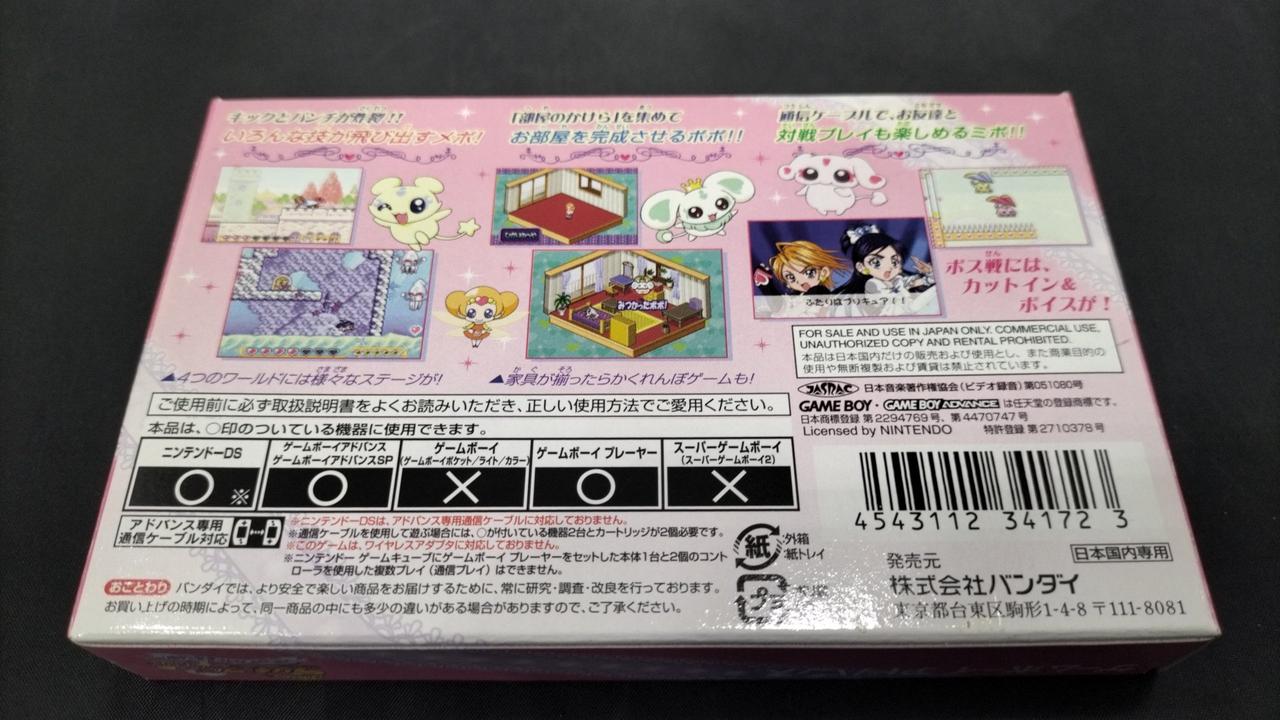 キックとパンチが炸裂!!
いろんな技が飛び出すメポ!
「部屋のかけら」を集めて
お部屋を完成させるポポ!!
通信ケーブルで、お友達と
対戦プレイも楽しめるミポ!!
みつかったポポ!
ふたりはプリキュア!!
ボス戦には、
カットイン&
ボイスが!
▲4つのワールドには様々なステージが!
▲家具が揃ったらかくれんぼゲームも!
FOR SALE AND USE IN JAPAN ONLY. COMMERCIAL USE,
UNAUTHORIZED COPY AND RENTAL PROHIBITED.
本品は日本国内だけの販売および使用とし、また商業目的の
使用や無断複製および賃貸は禁止されています。
JASRAC 日本音楽著作権協会(ビデオ録音)第051080号
GAME BOY・GAME BOY ADVANCE は任天堂の登録商標です。
日本商標登録 第2294769号、第4470747号
Licensed by NINTENDO 特許登録 第2710378号
ご使用前に必ず取扱説明書をよくお読みいただき、正しい使用方法でご愛用ください。
本品は、○印のついている機器に使用できます。
ニンテンドーDS
○ ※
ゲームボーイアドバンス
ゲームボーイアドバンスSP
○
ゲームボーイ
(ゲームボーイポケット/ライト/カラー)
×
ゲームボーイ プレーヤー
○
スーパーゲームボーイ
(スーパーゲームボーイ2)
×
アドバンス専用
通信ケーブル対応
※ニンテンドーDSは、アドバンス専用通信ケーブルに対応しておりません。
※通信ケーブルを使用して遊ぶ場合には、○が付いている機器2台とカートリッジが2個必要です。
※このゲームは、ワイヤレスアダプタに対応しておりません。
※ニンテンドー ゲームキューブにゲームボーイ プレーヤーをセットした本体1台と2個のコント
ローラを使用した複数プレイ(通信プレイ)はできません。
おことわり バンダイでは、より安全で楽しい商品をお届けするために、常に研究・調査・改良を行っております。
お買い上げの時期によって、同一商品の中にも多少の違いがある場合がありますので、ご了承ください。
紙
外箱
紙トレイ
プラ
4543112 34172 3
日本国内専用
発売元
株式会社バンダイ
東京都台東区駒形1-4-8 〒111-8081